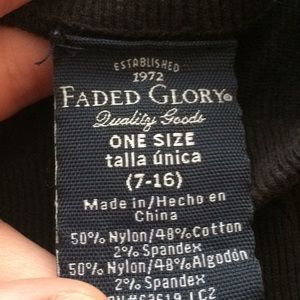 ESTABLISHED
1972
FADED GLORY®
Quality Goods
ONE SIZE
talla única
(7-16)
Made in/Hecho en
China
50% Nylon/48%Cotton
2% Spandex
50% Nylon/48%Algodón
2% Spandex